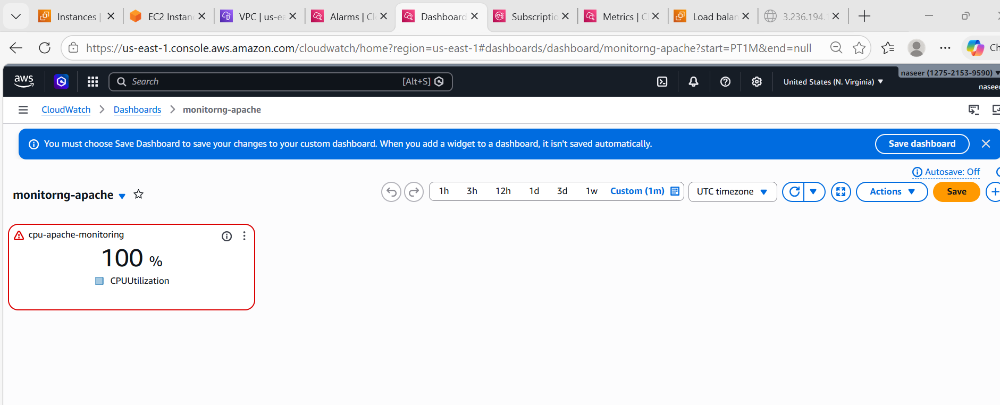 Instances |
EC2 Instan
VPC | us-ea
Alarms | Cl
Dashboard
Subscriptio
Metrics | C
Load balan
3.236.194.
https://us-east-1.console.aws.amazon.com/cloudwatch/home?region=us-east-1#dashboards/dashboard/monitorng-apache?start=PT1M&end=null
Ch
aws
Search
[Alt+S]
United States (N. Virginia)
naseer (1275-2153-9590)
naseer
CloudWatch
Dashboards
monitorng-apache
You must choose Save Dashboard to save your changes to your custom dashboard. When you add a widget to a dashboard, it isn't saved automatically.
Save dashboard
Autosave: Off
monitorng-apache
1h 3h 12h 1d 3d 1w Custom (1m)
UTC timezone
Actions
Save
cpu-apache-monitoring
100 %
CPUUtilization